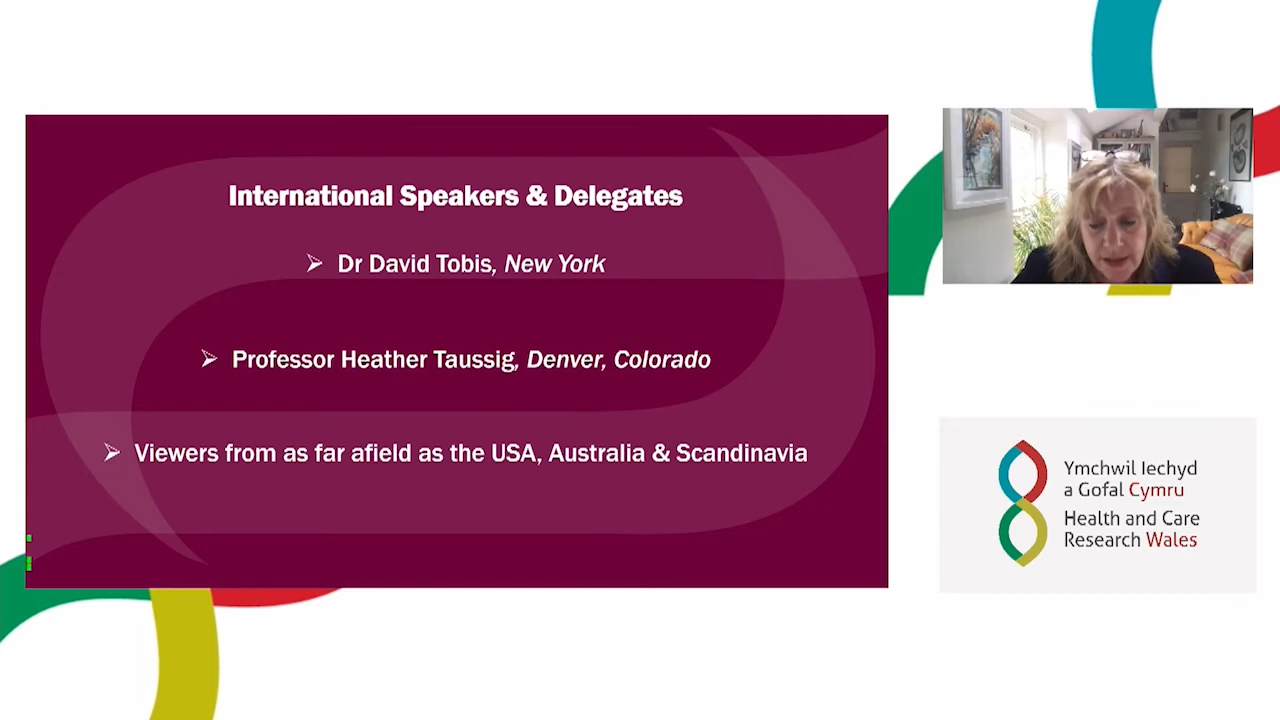 International Speakers & Delegates
Dr David Tobis, New York
Professor Heather Taussig, Denver, Colorado
Viewers from as far afield as the USA, Australia & Scandinavia
Ymchwil Iechyd
a Gofal Cymru
Health and Care
Research Wales